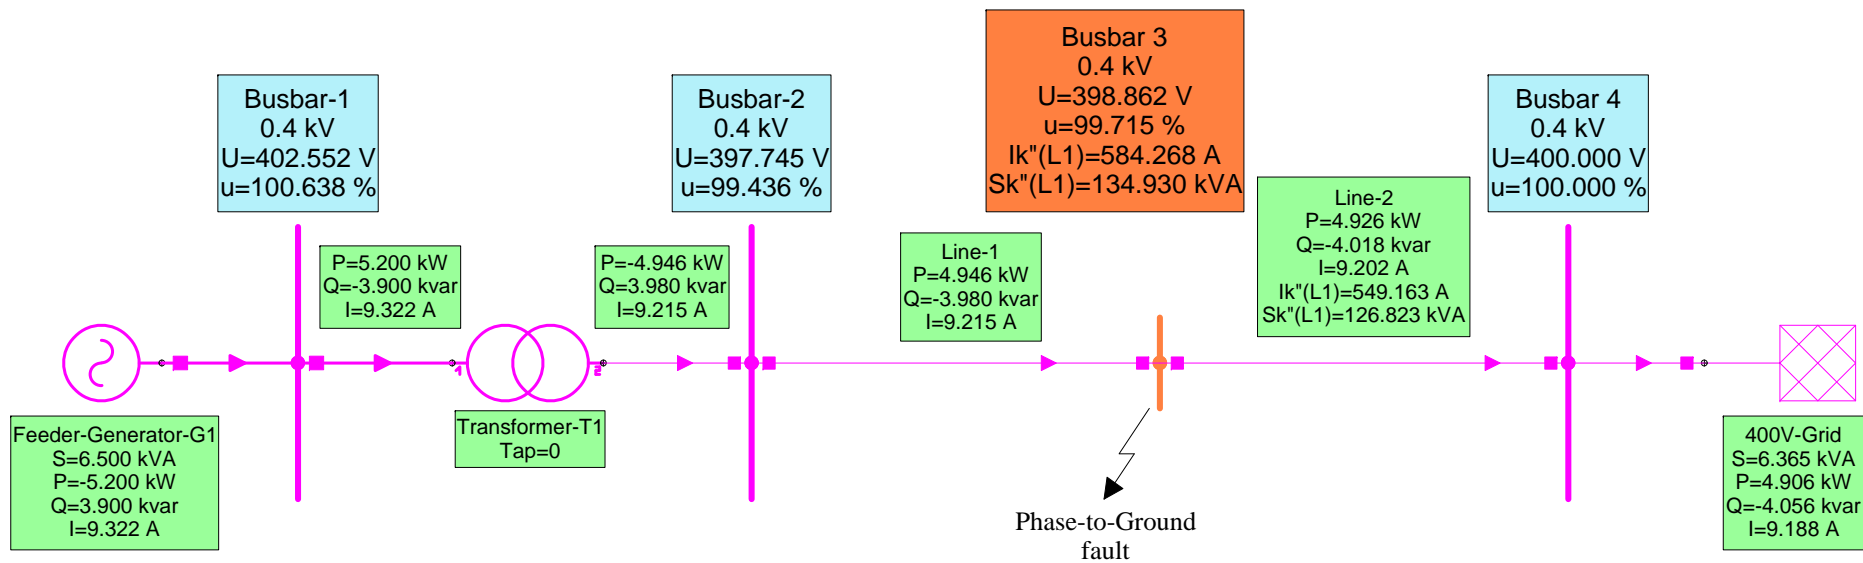 Busbar-1
0.4 kV
U=402.552 V
u=100.638 %
Busbar-2
0.4 kV
U=397.745 V
u=99.436 %
Busbar 3
0.4 kV
U=398.862 V
u=99.715 %
Ik"(L1)=584.268 A
Sk"(L1)=134.930 kVA
Busbar 4
0.4 kV
U=400.000 V
u=100.000 %
P=5.200 kW
Q=-3.900 kvar
I=9.322 A
P=-4.946 kW
Q=3.980 kvar
I=9.215 A
Line-1
P=4.946 kW
Q=-3.980 kvar
I=9.215 A
Line-2
P=4.926 kW
Q=-4.018 kvar
I=9.202 A
Ik"(L1)=549.163 A
Sk"(L1)=126.823 kVA
1
2
Feeder-Generator-G1
S=6.500 kVA
P=-5.200 kW
Q=3.900 kvar
I=9.322 A
Transformer-T1
Tap=0
Phase-to-Ground
fault
400V-Grid
S=6.365 kVA
P=4.906 kW
Q=-4.056 kvar
I=9.188 A